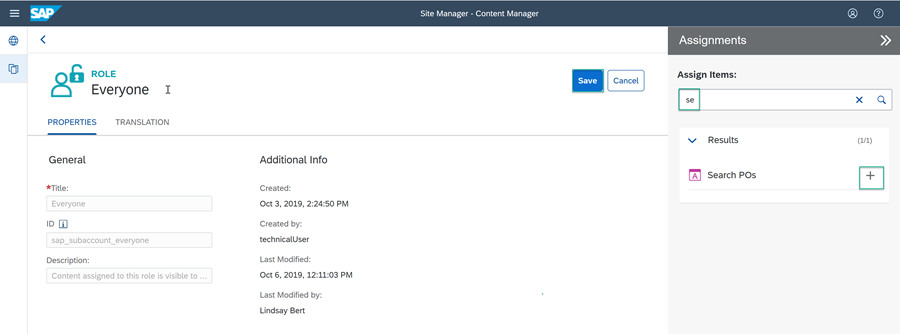 SAP Site Manager - Content Manager
Assignments
ROLE
Everyone
Save Cancel
Assign Items:
se
PROPERTIES TRANSLATION
Results (1/1)
General Additional Info
A Search POs
*Title: Created:
Everyone Oct 3, 2019, 2:24:50 PM
ID Created by:
sap_subaccount_everyone technicalUser
Description: Last Modified:
Content assigned to this role is visible to ... Oct 6, 2019, 12:11:03 PM
Last Modified by:
Lindsay Bert